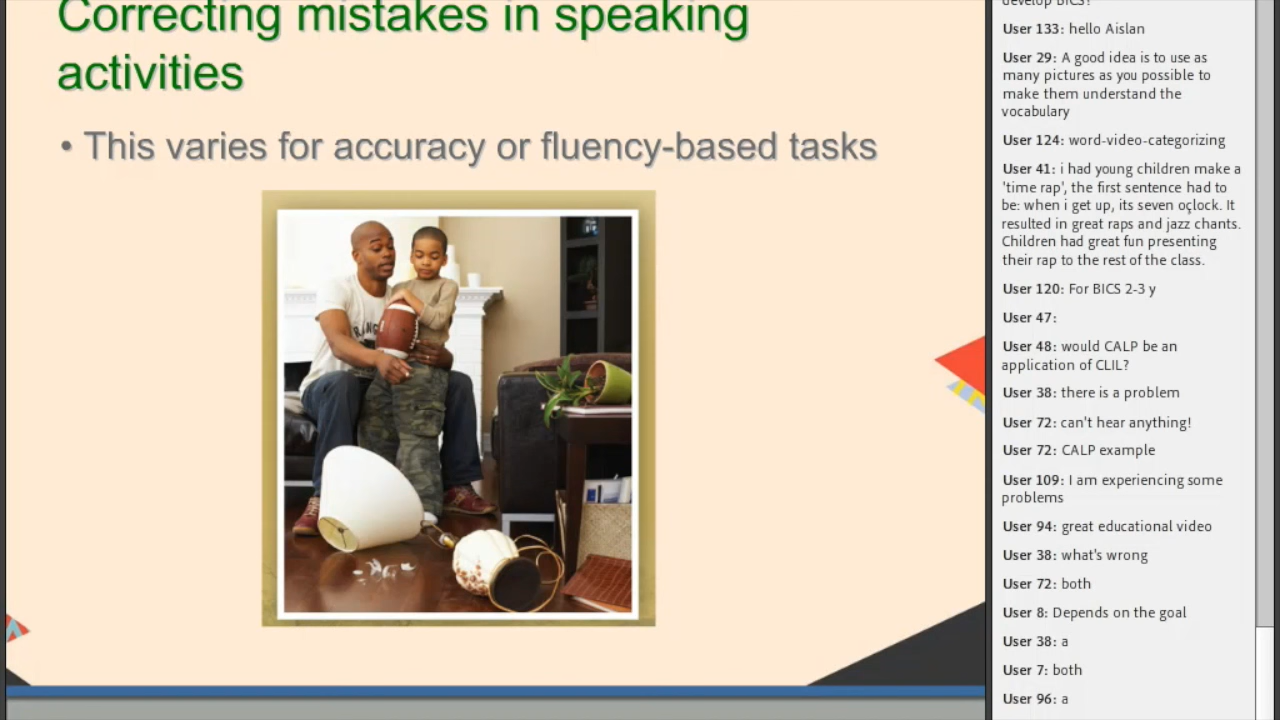 Correcting mistakes in speaking
activities
• This varies for accuracy or fluency-based tasks
develop BICS?
User 133: hello Aislan
User 29: A good idea is to use as
many pictures as you possible to
make them understand the
vocabulary
User 124: word-video-categorizing
User 41: i had young children make a
'time rap', the first sentence had to
be: when i get up, its seven oçlock. It
resulted in great raps and jazz chants.
Children had great fun presenting
their rap to the rest of the class.
User 120: For BICS 2-3 y
User 47:
User 48: would CALP be an
application of CLIL?
User 38: there is a problem
User 72: can't hear anything!
User 72: CALP example
User 109: I am experiencing some
problems
User 94: great educational video
User 38: what's wrong
User 72: both
User 8: Depends on the goal
User 38: a
User 7: both
User 96: a